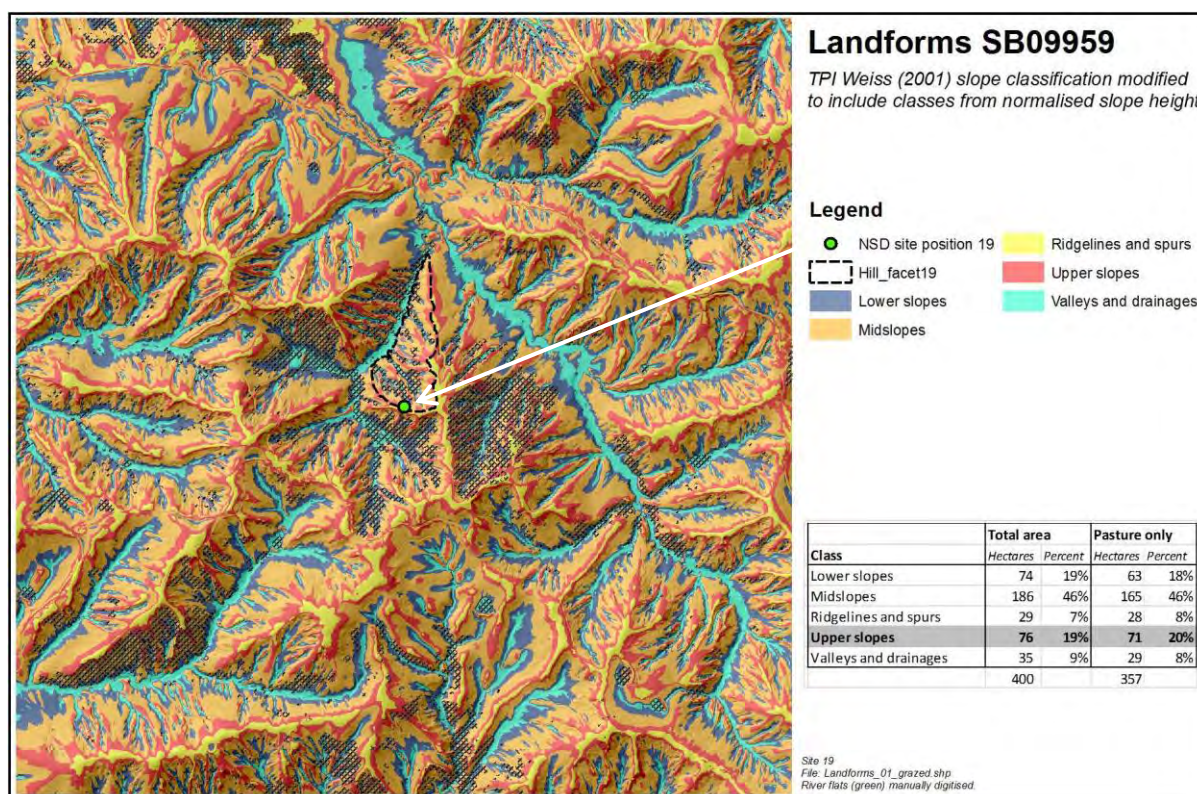 Landforms SB09959
TPI Weiss (2001) slope classification modified
to include classes from normalised slope height
Legend
NSD site position 19
Hill_facet19
Lower slopes
Midslopes
Ridgelines and spurs
Upper slopes
Valleys and drainages
Total area Pasture only
Class Hectares Percent Hectares Percent
Lower slopes 74 19% 63 18%
Midslopes 186 46% 165 46%
Ridgelines and spurs 29 7% 28 8%
Upper slopes 76 19% 71 20%
Valleys and drainages 35 9% 29 8%
400 357
Site 19
File: Landforms_01_grazed.shp
River flats (green) manually digitised.